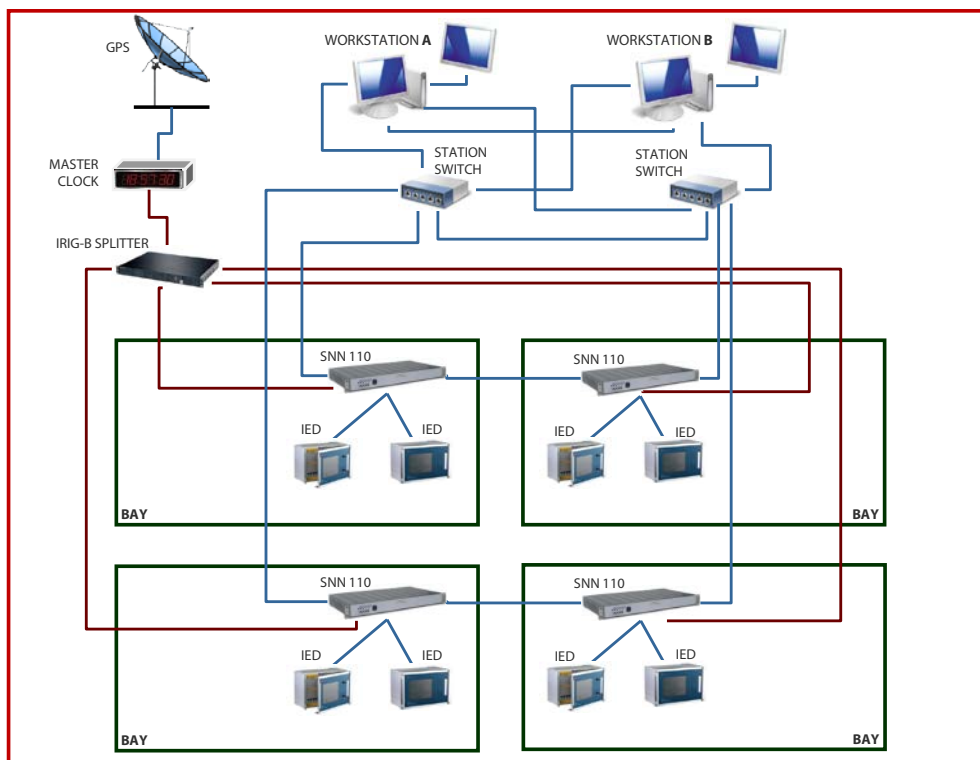 GPS
WORKSTATION A
WORKSTATION B
MASTER
CLOCK
STATION
SWITCH
STATION
SWITCH
IRIG-B SPLITTER
SNN 110
SNN 110
IED
IED
IED
IED
BAY
BAY
SNN 110
SNN 110
IED
IED
IED
IED
BAY
BAY